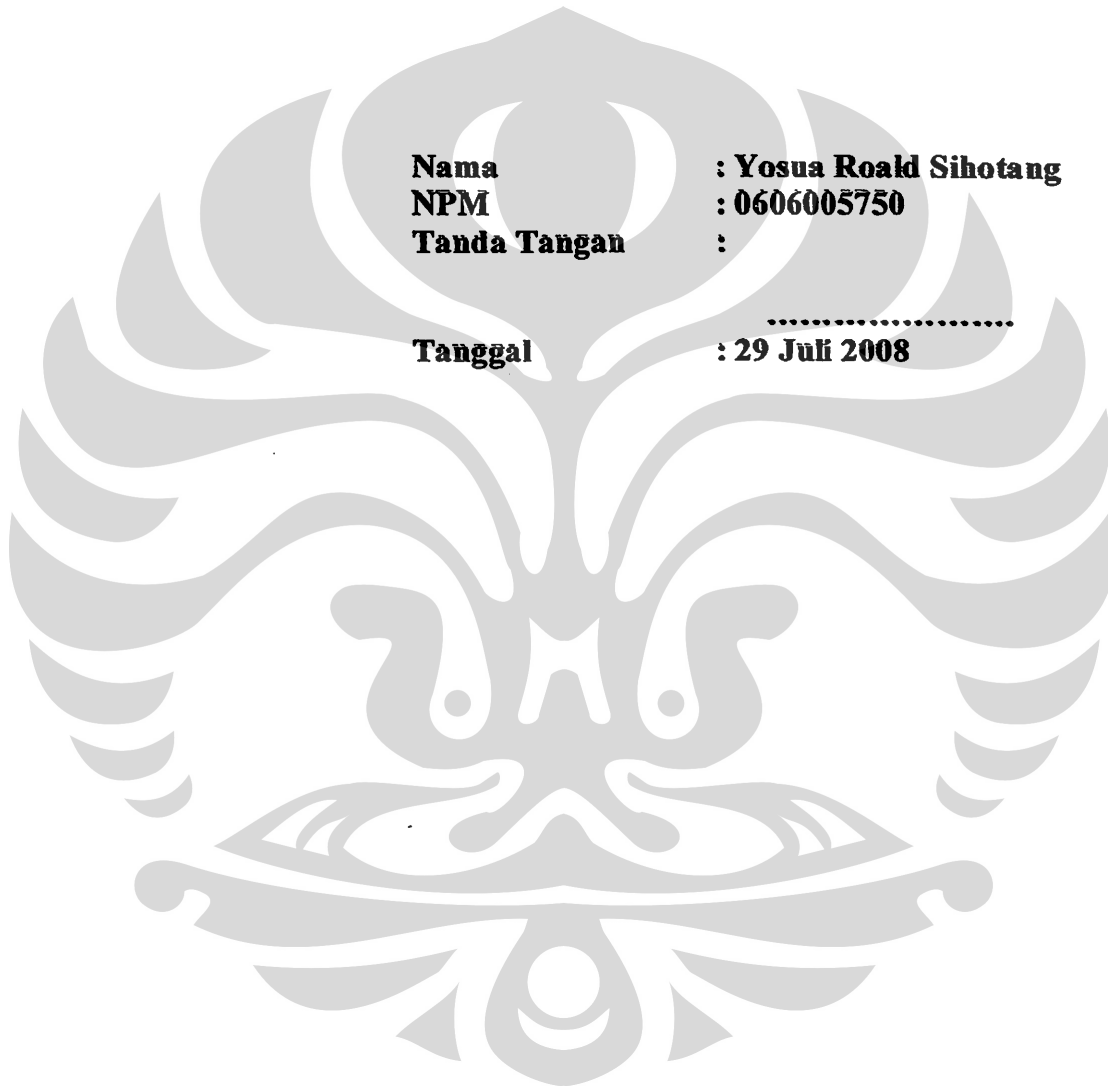 Nama : Yosua Roald Sihotang
NPM : 0606005750
Tanda Tangan :
......................
Tanggal : 29 Juli 2008